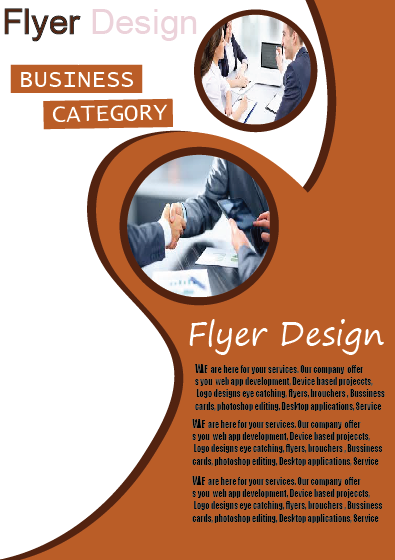 Flyer Design
BUSINESS
CATEGORY
Flyer Design
WE are here for your services. Our company offer
s you web app development. Device based projeccts,
Logo designs eye catching, flyers, brouchers , Bussiness
cards, photoshop editing, Desktop applications, Service
WE are here for your services. Our company offer
s you web app development. Device based projeccts,
Logo designs eye catching, flyers, brouchers , Bussiness
cards, photoshop editing, Desktop applications, Service
WE are here for your services. Our company offer
s you web app development. Device based projeccts,
Logo designs eye catching, flyers, brouchers , Bussiness
cards, photoshop editing, Desktop applications, Service